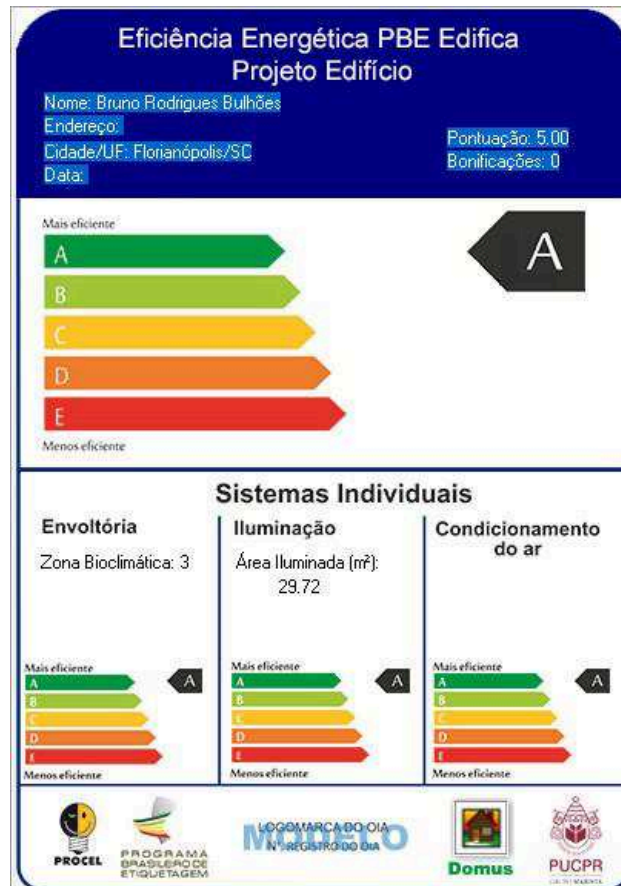 Eficiência Energética PBE Edifica
Projeto Edifício
Nome: Bruno Rodrigues Bulhões
Endereço:
Cidade/UF: Florianópolis/SC
Data:
Pontuação: 5.00
Bonificações: 0
Mais eficiente
A
B
C
D
E
Menos eficiente
A
Sistemas Individuais
Envoltória
Zona Bioclimática: 3
Mais eficiente
A
B
C
D
E
Menos eficiente
A
Iluminação
Área Iluminada (m²):
29.72
Mais eficiente
A
B
C
D
E
Menos eficiente
A
Condicionamento
do ar
Mais eficiente
A
B
C
D
E
Menos eficiente
A
PROCEL
PROGRAMA
BRASILEIRO DE
ETIQUETAGEM
MODELO
LOGOMARCA DO OIA
N° REGISTRO DO OIA
Domus
PUCPR